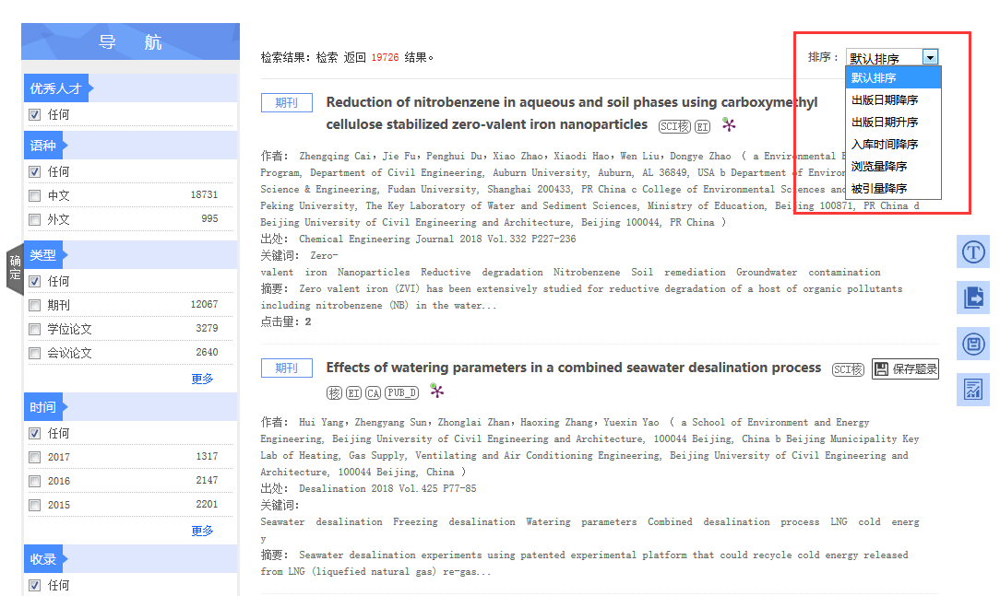 导 航
优秀人才
任何
语种
任何
中文 18731
外文 995
确定
类型
任何
期刊 12067
学位论文 3279
会议论文 2640
更多
时间
任何
2017 1317
2016 2147
2015 2201
更多
收录
任何
检索结果: 检索 返回 19726 结果。
排序： 默认排序
默认排序
出版日期降序
出版日期升序
入库时间降序
浏览量降序
被引量降序
期刊 Reduction of nitrobenzene in aqueous and soil phases using carboxymethyl
cellulose stabilized zero-valent iron nanoparticles SCI核 EI
作者： Zhengqing Cai, Jie Fu, Penghui Du, Xiao Zhao, Xiaodi Hao, Wen Liu, Dongye Zhao ( a Environmental E
Program, Department of Civil Engineering, Auburn University, Auburn, AL 36849, USA b Department of Environ
Science & Engineering, Fudan University, Shanghai 200433, PR China c College of Environmental Sciences and
Peking University, The Key Laboratory of Water and Sediment Sciences, Ministry of Education, Beijing 100871, PR China d
Beijing University of Civil Engineering and Architecture, Beijing 100044, PR China )
出处： Chemical Engineering Journal 2018 Vol.332 P227-236
关键词： Zero-
valent iron Nanoparticles Reductive degradation Nitrobenzene Soil remediation Groundwater contamination
摘要： Zero valent iron (ZVI) has been extensively studied for reductive degradation of a host of organic pollutants
including nitrobenzene (NB) in the water...
点击量：2
期刊 Effects of watering parameters in a combined seawater desalination process SCI核 保存题录
核 EI CA PUB_D
作者： Hui Yang, Zhengyang Sun, Zhonglai Zhan, Haoxing Zhang, Yuexin Yao ( a School of Environment and Energy
Engineering, Beijing University of Civil Engineering and Architecture, 100044 Beijing, China b Beijing Municipality Key
Lab of Heating, Gas Supply, Ventilating and Air Conditioning Engineering, Beijing University of Civil Engineering and
Architecture, 100044 Beijing, China )
出处： Desalination 2018 Vol.425 P77-85
关键词：
Seawater desalination Freezing desalination Watering parameters Combined desalination process LNG cold energ
y
摘要： Seawater desalination experiments using patented experimental platform that could recycle cold energy released
from LNG (liquefied natural gas) re-gas...
T